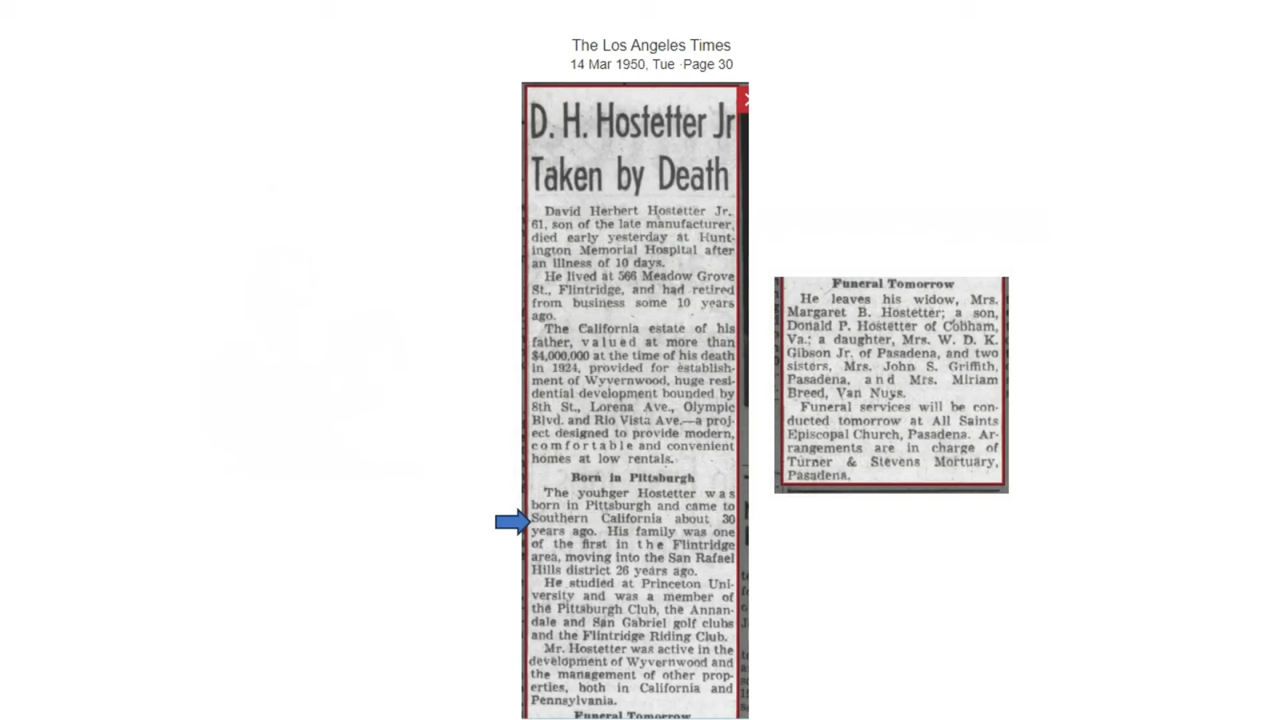 The Los Angeles Times
14 Mar 1950, Tue ·Page 30
D. H. Hostetter Jr
Taken by Death
David Herbert Hostetter Jr.,
61, son of the late manufacturer,
died early yesterday at Hunt-
ington Memorial Hospital after
an illness of 10 days.
He lived at 566 Meadow Grove
St., Flintridge, and had retired
from business some 10 years
ago.
The California estate of his
father, valued at more than
$4,000,000 at the time of his death
in 1924, provided for establish-
ment of Wyvernwood, huge resi-
dential development bounded by
8th St., Lorena Ave., Olympic
Blvd. and Rio Vista Ave.—a proj-
ect designed to provide modern,
comfortable and convenient
homes at low rentals.
Born in Pittsburgh
The younger Hostetter was
born in Pittsburgh and came to
Southern California about 30
years ago. His family was one
of the first in the Flintridge
area, moving into the San Rafael
Hills district 26 years ago.
He studied at Princeton Uni-
versity and was a member of
the Pittsburgh Club, the Annan-
dale and San Gabriel golf clubs
and the Flintridge Riding Club.
Mr. Hostetter was active in the
development of Wyvernwood and
the management of other prop-
erties, both in California and
Pennsylvania.
Funeral Tomorrow
Funeral Tomorrow
He leaves his widow, Mrs.
Margaret B. Hostetter; a son,
Donald P. Hostetter of Cobham,
Va.; a daughter, Mrs. W. D. K.
Gibson Jr. of Pasadena, and two
sisters, Mrs. John S. Griffith,
Pasadena, and Mrs. Miriam
Breed, Van Nuys.
Funeral services will be con-
ducted tomorrow at All Saints
Episcopal Church, Pasadena. Ar-
rangements are in charge of
Turner & Stevens Mortuary,
Pasadena.